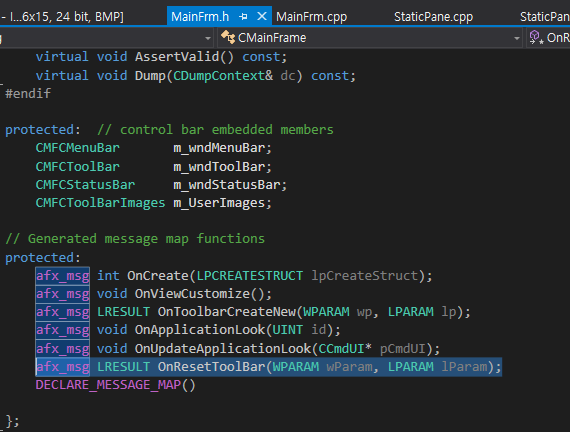 - I...6x15, 24 bit, BMP]
MainFrm.h
MainFrm.cpp
StaticPane.cpp
StaticPan
CMainFrame
OnR
virtual void AssertValid() const;
virtual void Dump(CDumpContext& dc) const;
#endif
protected:  // control bar embedded members
CMFCMenuBar       m_wndMenuBar;
CMFCToolBar       m_wndToolBar;
CMFCStatusBar     m_wndStatusBar;
CMFCToolBarImages m_UserImages;
// Generated message map functions
protected:
afx_msg int OnCreate(LPCREATESTRUCT lpCreateStruct);
afx_msg void OnViewCustomize();
afx_msg LRESULT OnToolbarCreateNew(WPARAM wp, LPARAM lp);
afx_msg void OnApplicationLook(UINT id);
afx_msg void OnUpdateApplicationLook(CCmdUI* pCmdUI);
afx_msg LRESULT OnResetToolBar(WPARAM wParam, LPARAM lParam);
DECLARE_MESSAGE_MAP()
};